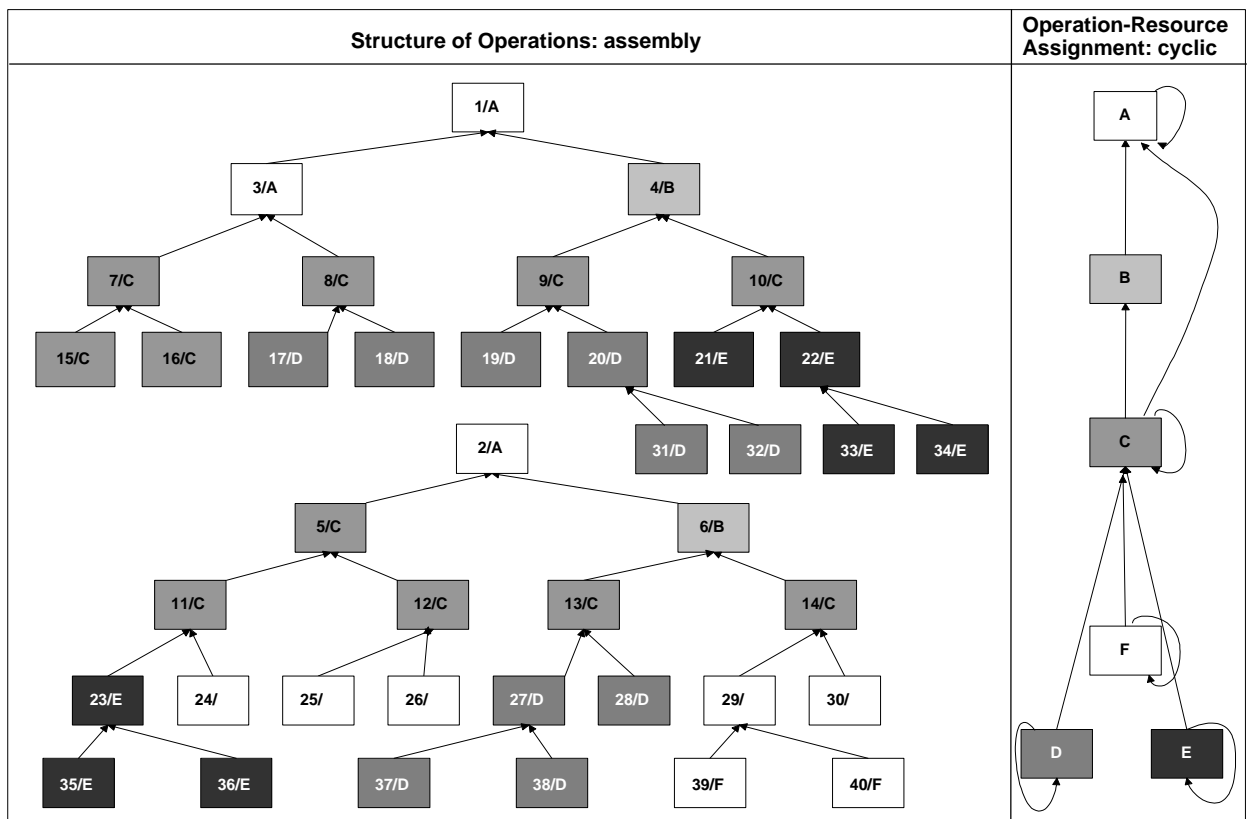 Structure of Operations: assembly
Operation-Resource
Assignment: cyclic
1/A
3/A
4/B
7/C
8/C
9/C
10/C
15/C
16/C
17/D
18/D
19/D
20/D
21/E
22/E
31/D
32/D
33/E
34/E
2/A
5/C
6/B
11/C
12/C
13/C
14/C
23/E
24/
25/
26/
27/D
28/D
29/
30/
35/E
36/E
37/D
38/D
39/F
40/F
A
B
C
F
D
E